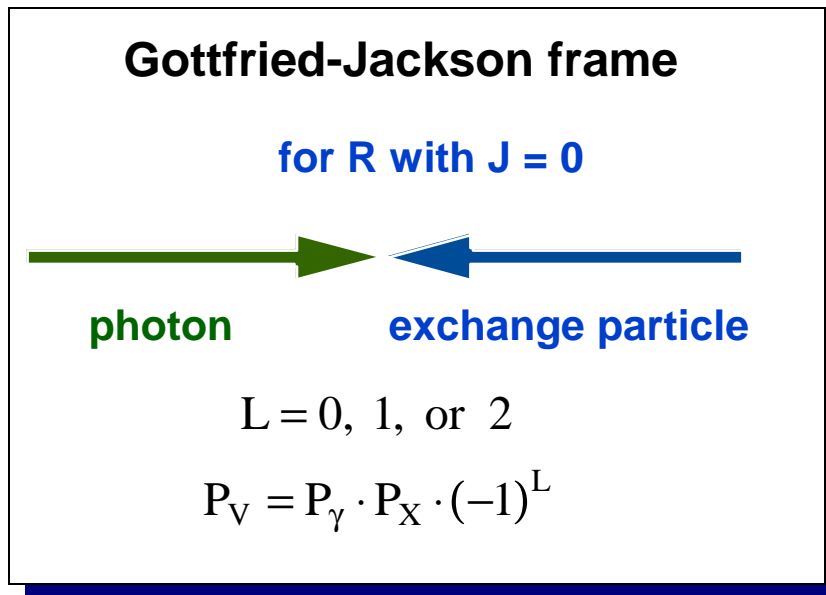 Gottfried-Jackson frame
for R with J = 0
photon exchange particle
L = 0, 1, or 2
P_V = P_γ · P_X · (−1)^L